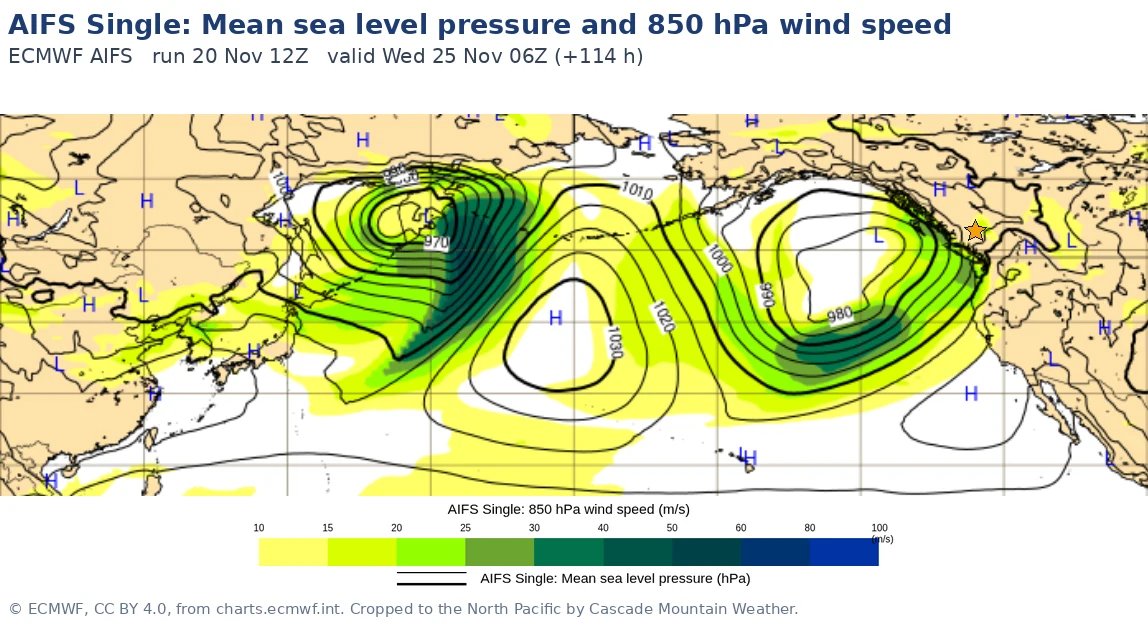 AIFS Single: Mean sea level pressure and 850 hPa wind speed
ECMWF AIFS run 20 Nov 12Z valid Wed 25 Nov 06Z (+114 h)
H H L H L
H H L H L
L H L H L H
H H L L H L
L H 970 1010 1000 H
L H L L 990
H 1020 980 H
L H 1030 L
H H
L H L
H
AIFS Single: 850 hPa wind speed (m/s)
10 15 20 25 30 40 50 60 80 100
(m/s)
AIFS Single: Mean sea level pressure (hPa)
© ECMWF, CC BY 4.0, from charts.ecmwf.int. Cropped to the North Pacific by Cascade Mountain Weather.